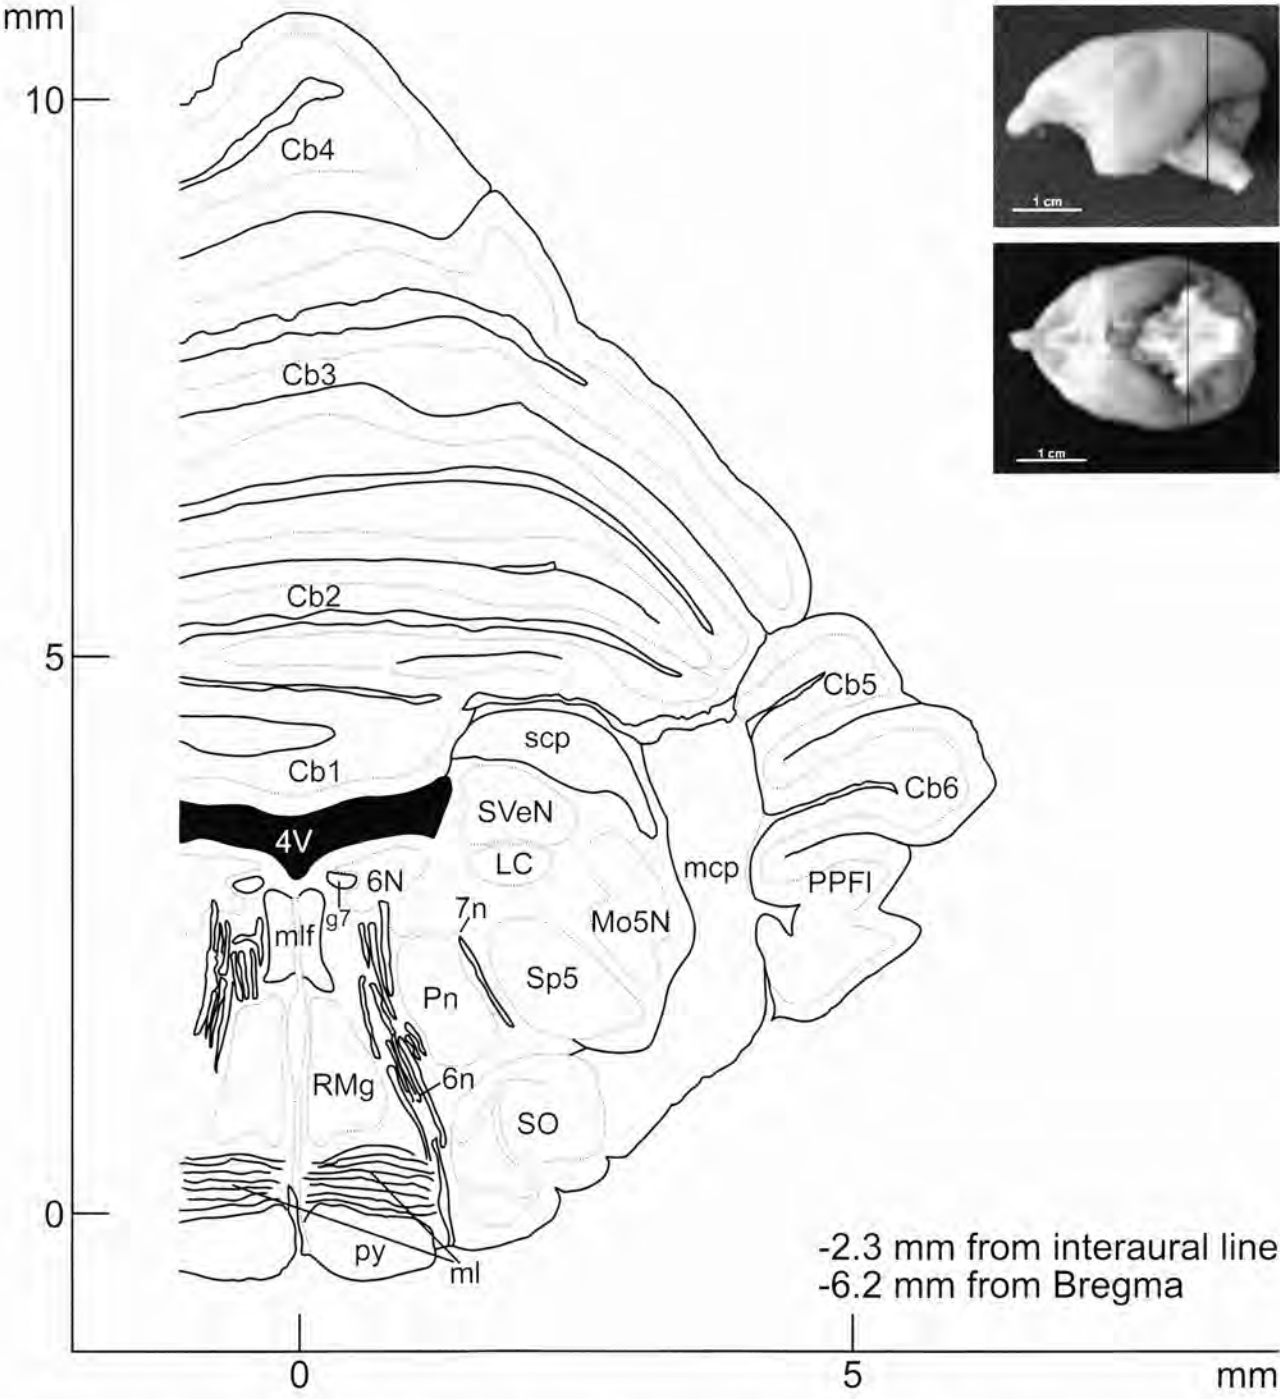 mm
10
1 cm
Cb4
1 cm
Cb3
Cb2
5
Cb5
scp
Cb1
Cb6
SVeN
4V
LC
mcp
6N
PPFl
g7
7n
mlf
Mo5N
Sp5
Pn
6n
RMg
SO
0
py
ml
-2.3 mm from interaural line
-6.2 mm from Bregma
0
5
mm